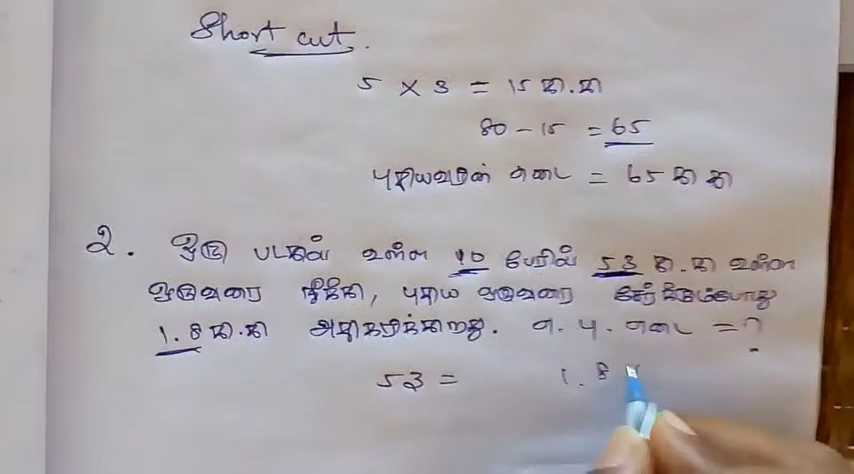 Short cut.
5 × 3 = 15 கி.கி
80 - 15 = 65
புதியவரின் எடை = 65 கி கி
2. ஒரு படகில் உள்ள 10 பேரில் 53 கி.கி உள்ள
ஒருவரை நீக்கி, புதிய ஒருவரை சேர்க்கும்போது
1.8 கி.கி அதிகரிக்கிறது. எ. பு. எடை = ?
53 = 1.8